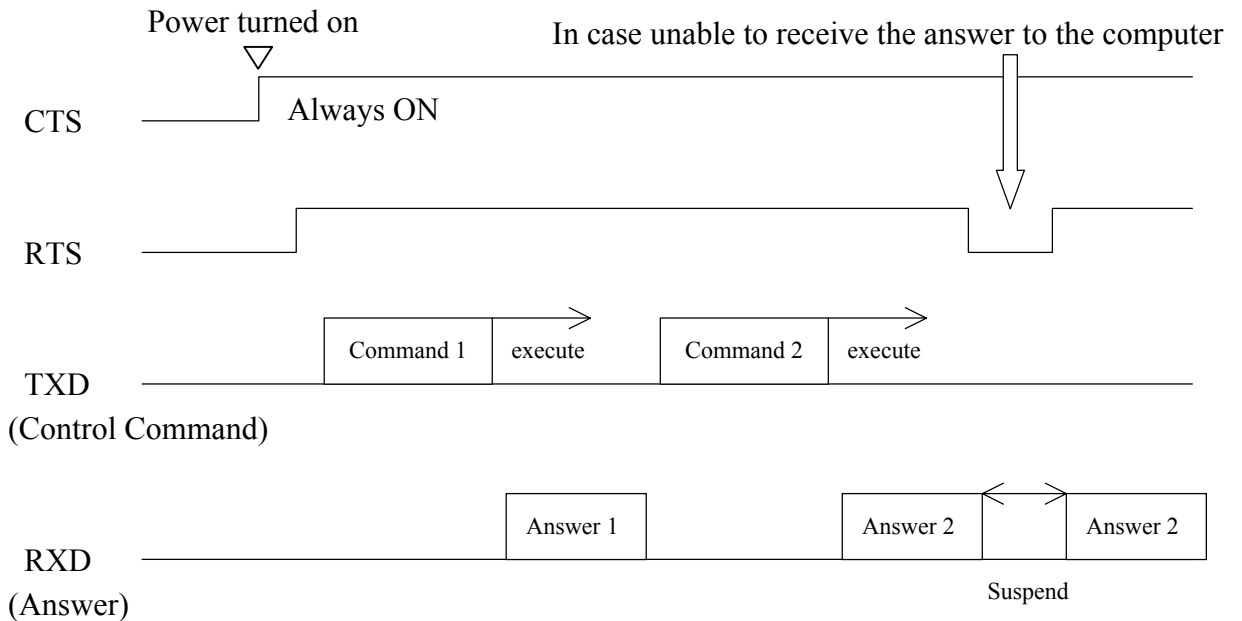 Power turned on
In case unable to receive the answer to the computer
CTS
Always ON
RTS
Command 1
execute
Command 2
execute
TXD
(Control Command)
Answer 1
Answer 2
Answer 2
RXD
(Answer)
Suspend